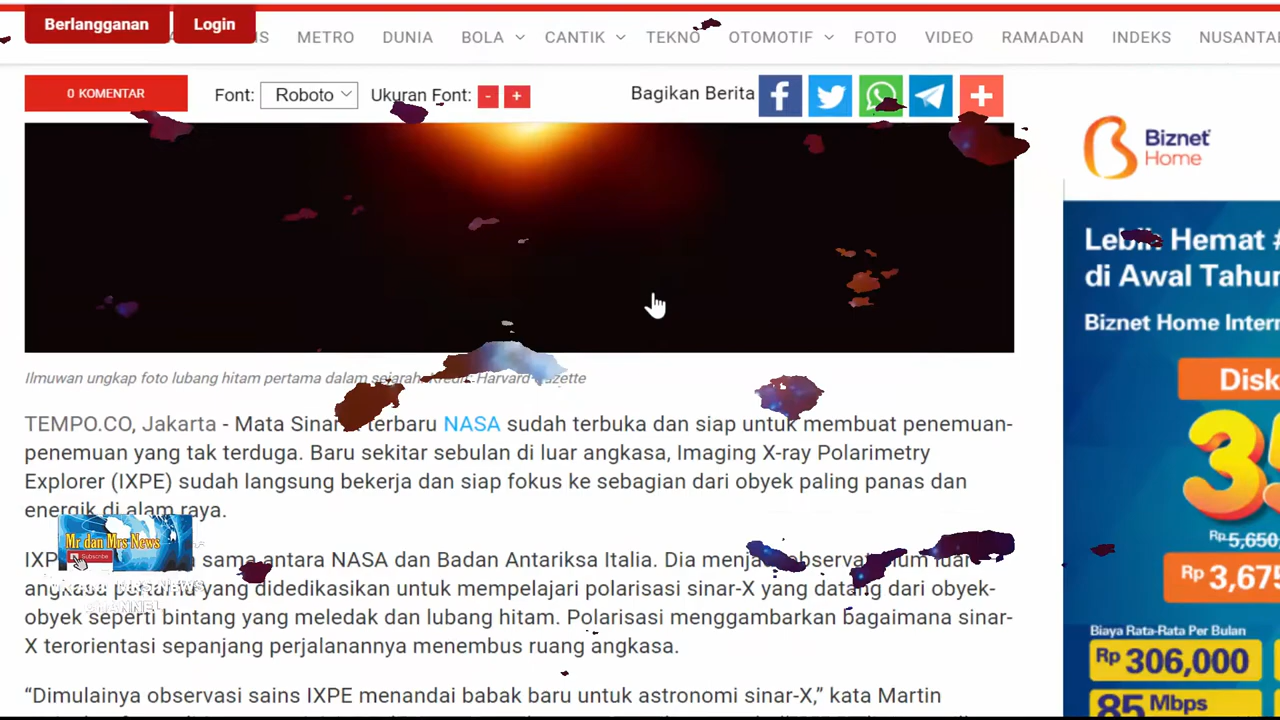 Berlangganan Login
METRO DUNIA BOLA CANTIK TEKNO OTOMOTIF FOTO VIDEO RAMADAN INDEKS NUSANTAR
0 KOMENTAR Font: Roboto Ukuran Font: - + Bagikan Berita
Biznet
Home
Lebih Hemat #
di Awal Tahun
Biznet Home Intern
Disk
3.5
Rp.5,650,
Rp 3,675
Biaya Rata-Rata Per Bulan
Rp 306,000
85 Mbps
Ilmuwan ungkap foto lubang hitam pertama dalam sejarah. Kredit: Harvard Gazette
TEMPO.CO, Jakarta - Mata Sinar terbaru NASA sudah terbuka dan siap untuk membuat penemuan-
penemuan yang tak terduga. Baru sekitar sebulan di luar angkasa, Imaging X-ray Polarimetry
Explorer (IXPE) sudah langsung bekerja dan siap fokus ke sebagian dari obyek paling panas dan
energik di alam raya.
IXPE sama antara NASA dan Badan Antariksa Italia. Dia menjadi observatorium luar
angkasa pertama yang didedikasikan untuk mempelajari polarisasi sinar-X yang datang dari obyek-
obyek seperti bintang yang meledak dan lubang hitam. Polarisasi menggambarkan bagaimana sinar-
X terorientasi sepanjang perjalanannya menembus ruang angkasa.
“Dimulainya observasi sains IXPE menandai babak baru untuk astronomi sinar-X,” kata Martin
Mr dan Mrs News
Subscribe
CHANNEL